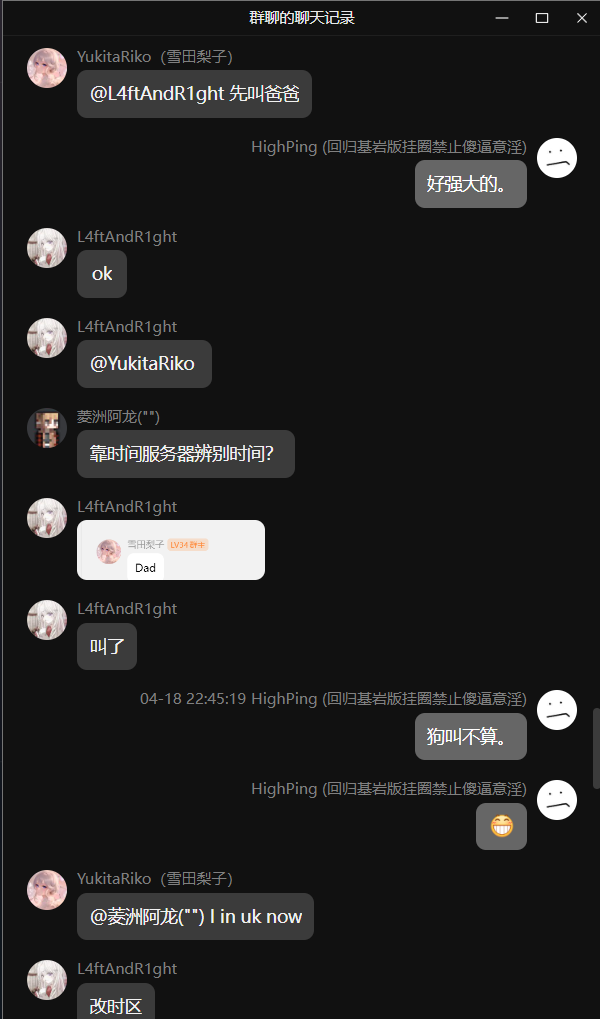 群聊的聊天记录
YukitaRiko (雪田梨子)
@L4ftAndR1ght 先叫爸爸
HighPing (回归基岩版挂圈禁止傻逼意淫)
好强大的。
L4ftAndR1ght
ok
L4ftAndR1ght
@YukitaRiko
菱洲阿龙("")
靠时间服务器辨别时间?
L4ftAndR1ght
雪田梨子 LV34 群主
Dad
L4ftAndR1ght
叫了
04-18 22:45:19 HighPing (回归基岩版挂圈禁止傻逼意淫)
狗叫不算。
HighPing (回归基岩版挂圈禁止傻逼意淫)
😁
YukitaRiko (雪田梨子)
@菱洲阿龙("") I in uk now
L4ftAndR1ght
改时区